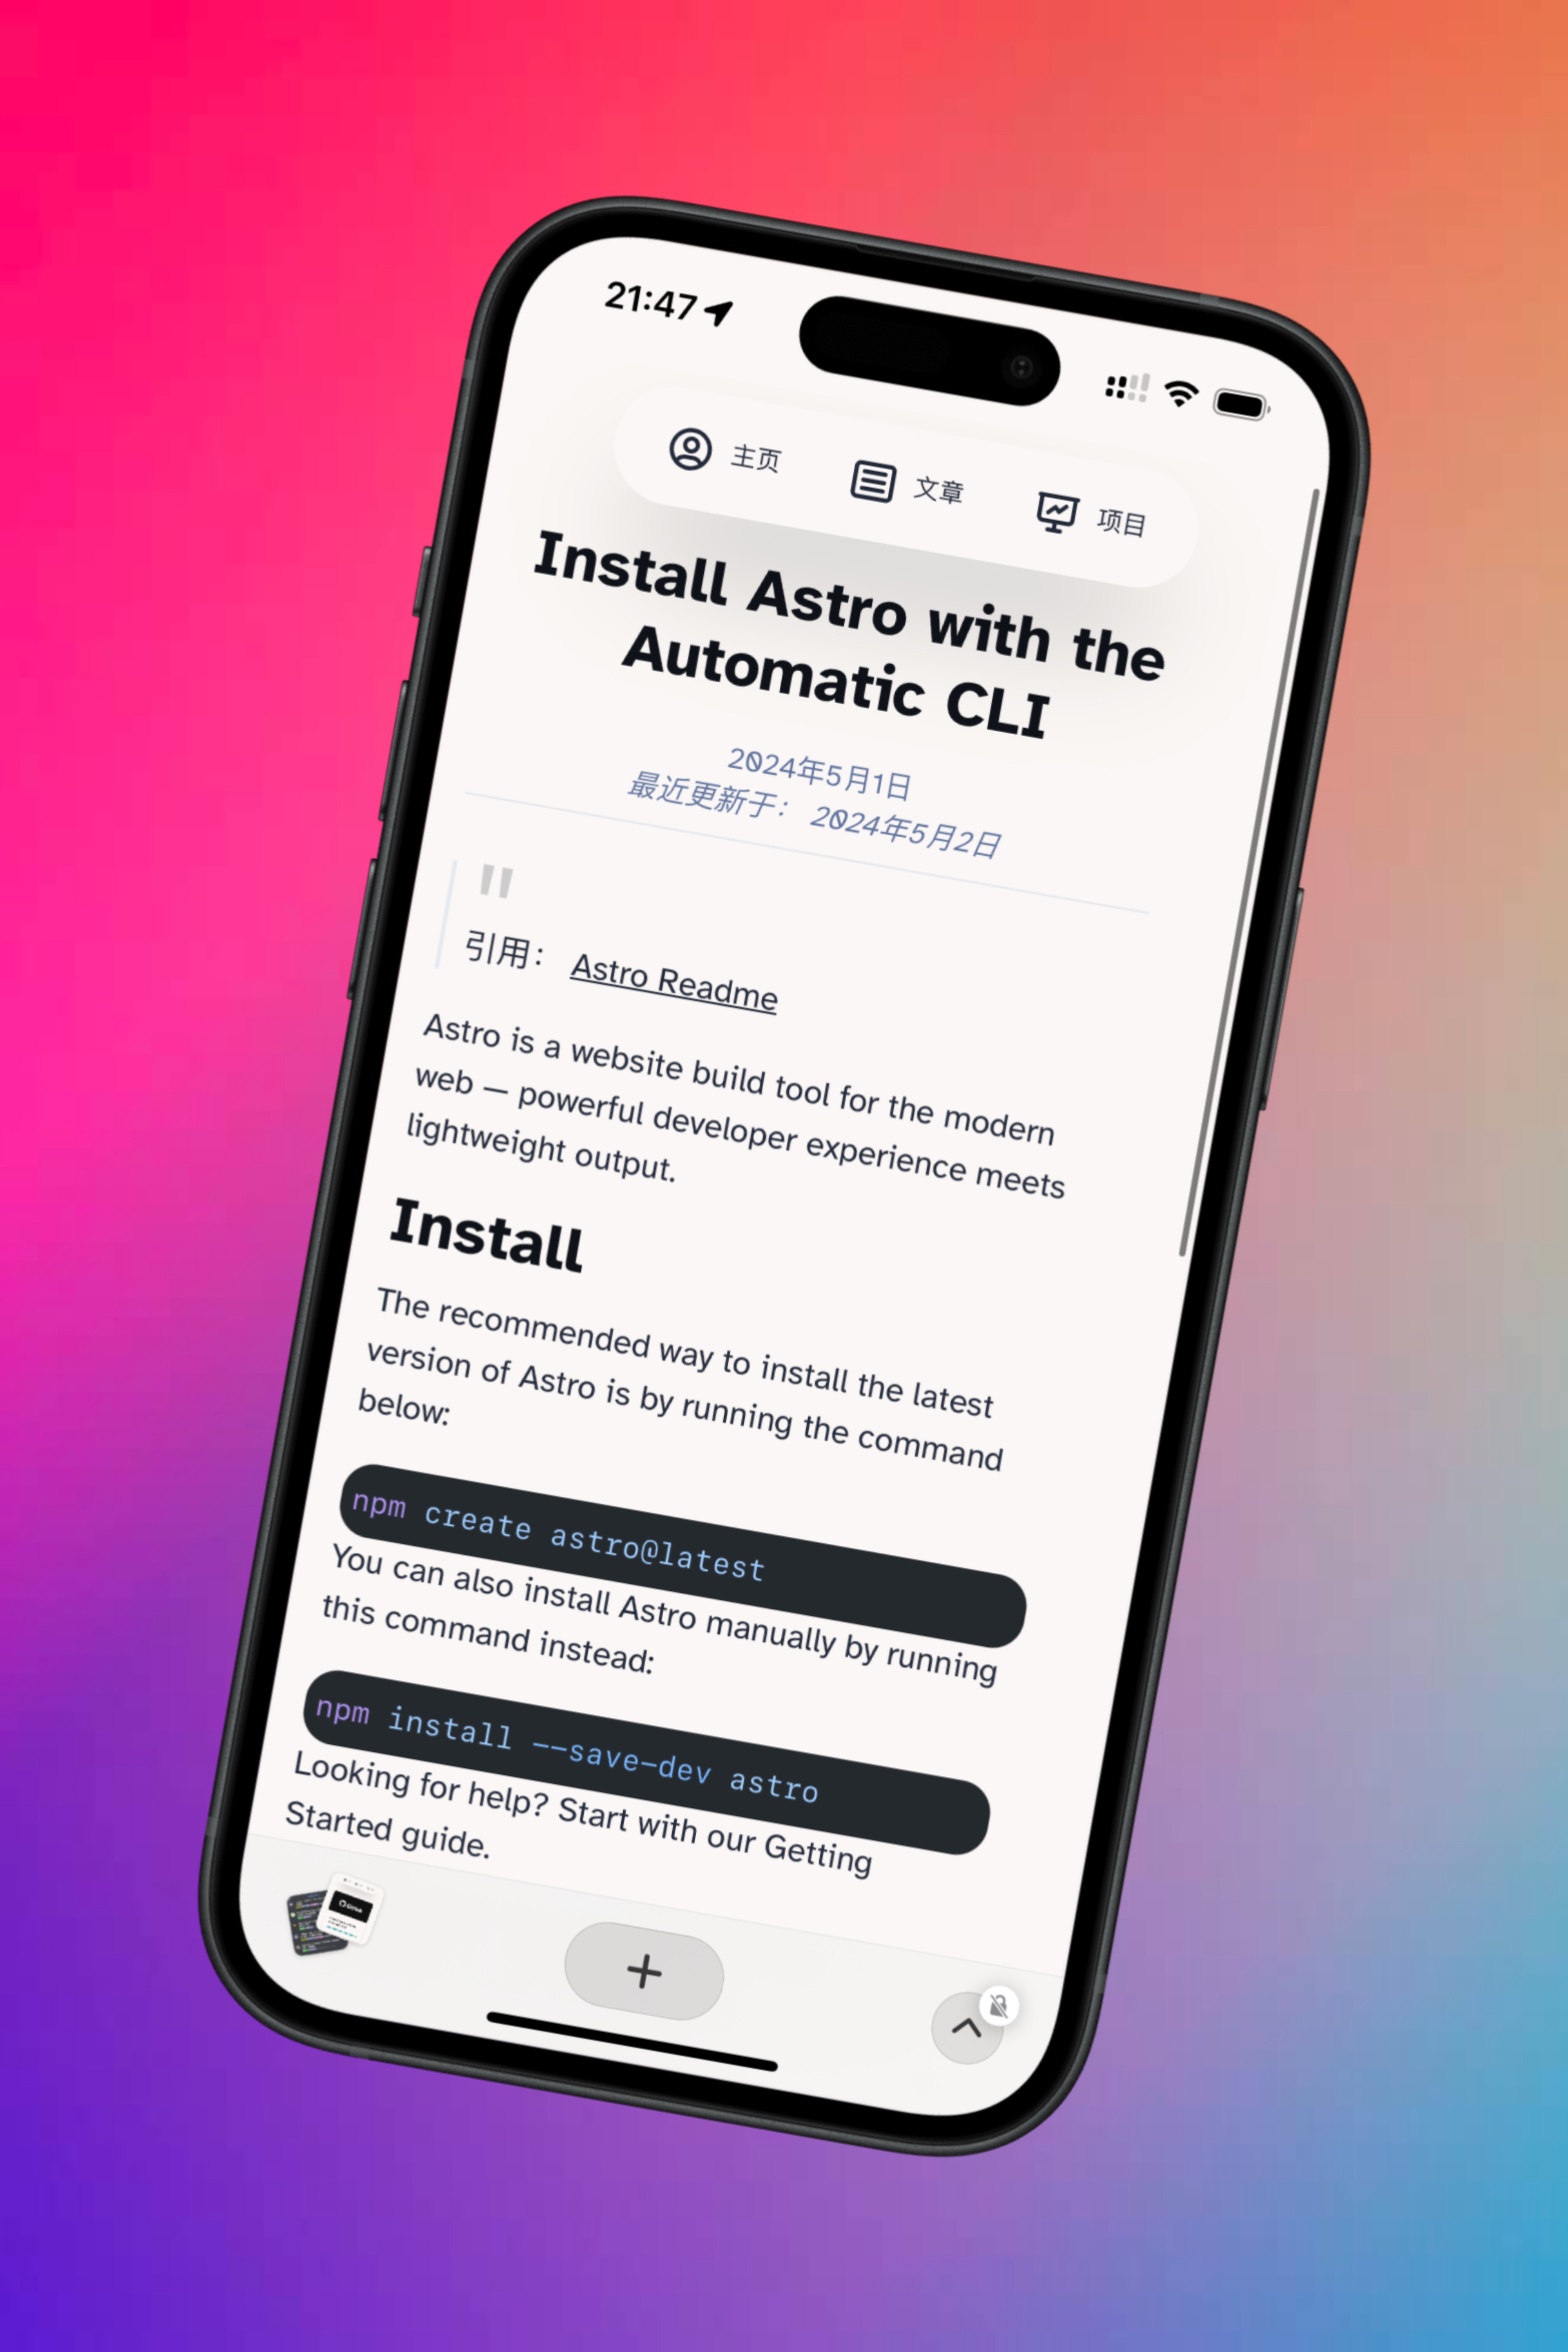 21:47
主页 文章 项目
Install Astro with the
Automatic CLI
2024年5月1日
最近更新于： 2024年5月2日
"
引用： Astro Readme
Astro is a website build tool for the modern
web — powerful developer experience meets
lightweight output.
Install
The recommended way to install the latest
version of Astro is by running the command
below:
npm create astro@latest
You can also install Astro manually by running
this command instead:
npm install --save-dev astro
Looking for help? Start with our Getting
Started guide.
GitHub